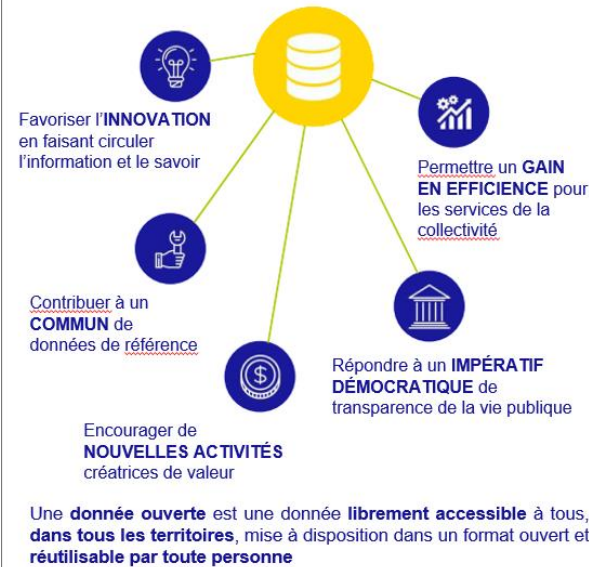 Favoriser l'INNOVATION
en faisant circuler
l'information et le savoir
Permettre un GAIN
EN EFFICIENCE pour
les services de la
collectivité
Contribuer à un
COMMUN de
données de référence
Répondre à un IMPÉRATIF
DÉMOCRATIQUE de
transparence de la vie publique
$
Encourager de
NOUVELLES ACTIVITÉS
créatrices de valeur
Une donnée ouverte est une donnée librement accessible à tous,
dans tous les territoires, mise à disposition dans un format ouvert et
réutilisable par toute personne